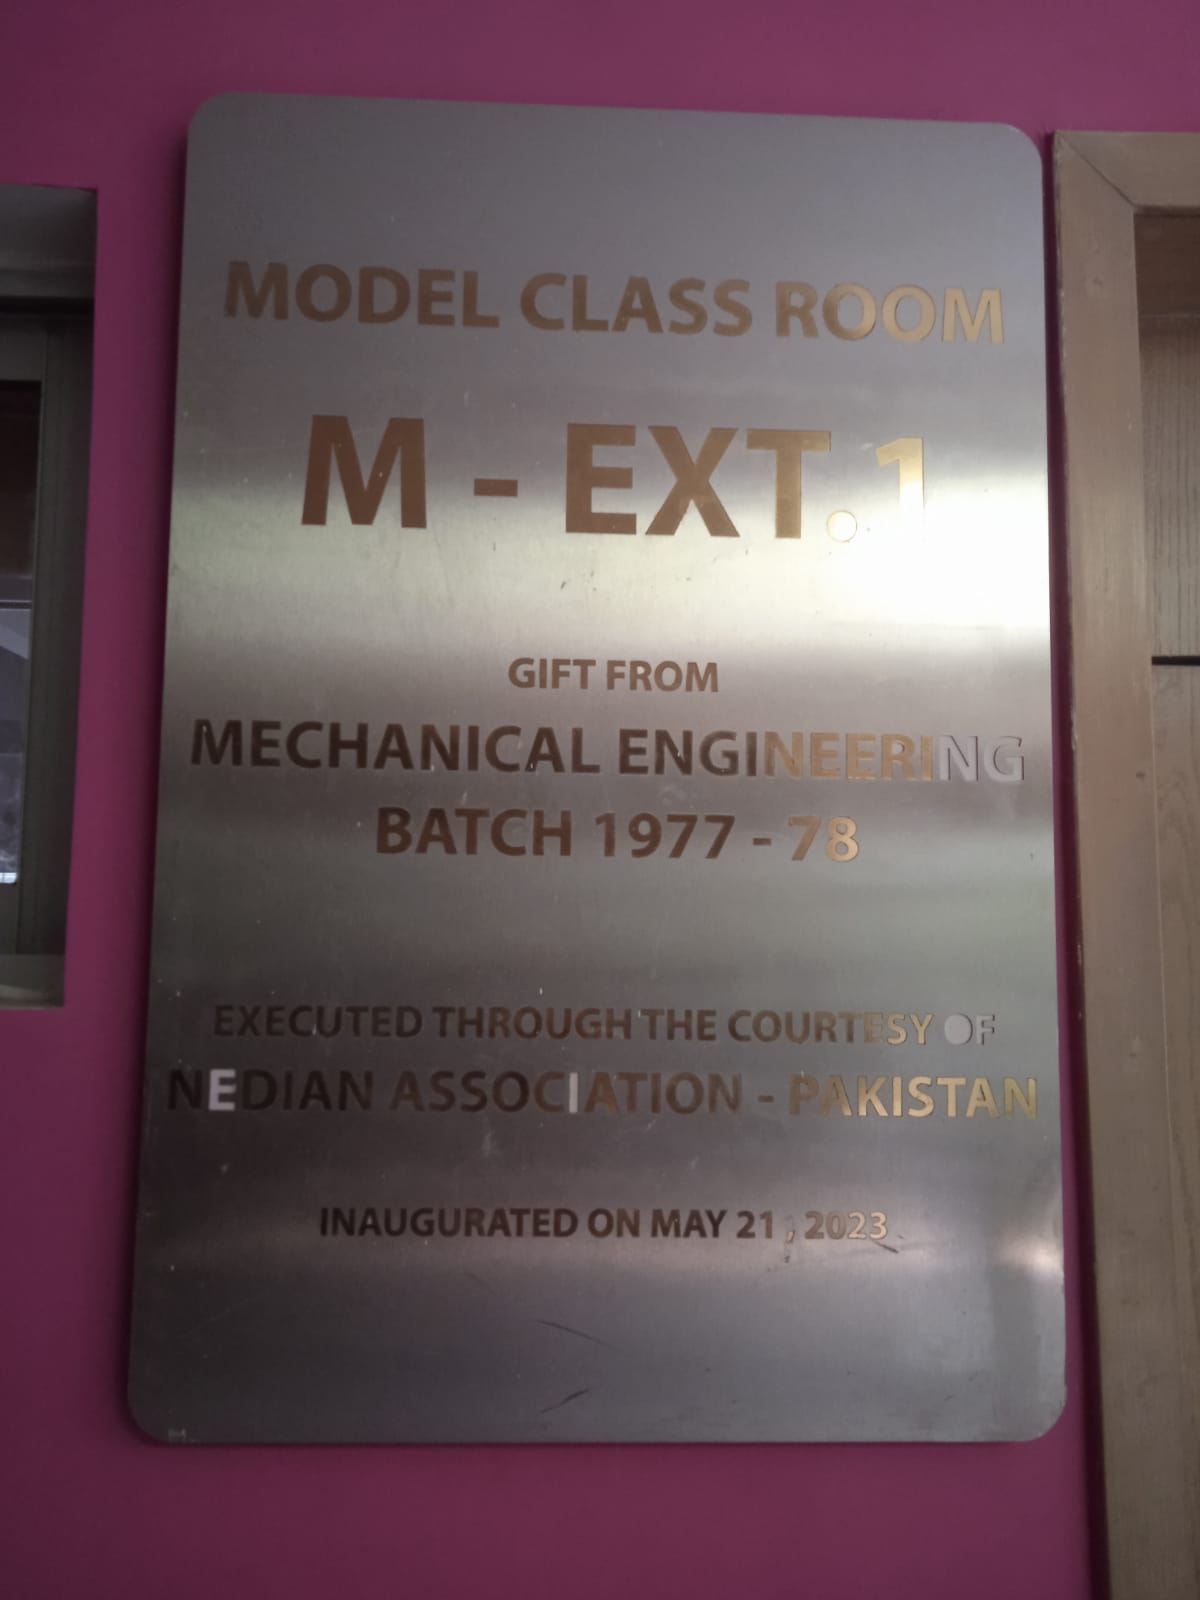 MODEL CLASS ROOM
M - EXT.1
GIFT FROM
MECHANICAL ENGINEERING
BATCH 1977 - 78
EXECUTED THROUGH THE COURTESY OF
NEDIAN ASSOCIATION - PAKISTAN
INAUGURATED ON MAY 21 , 2023